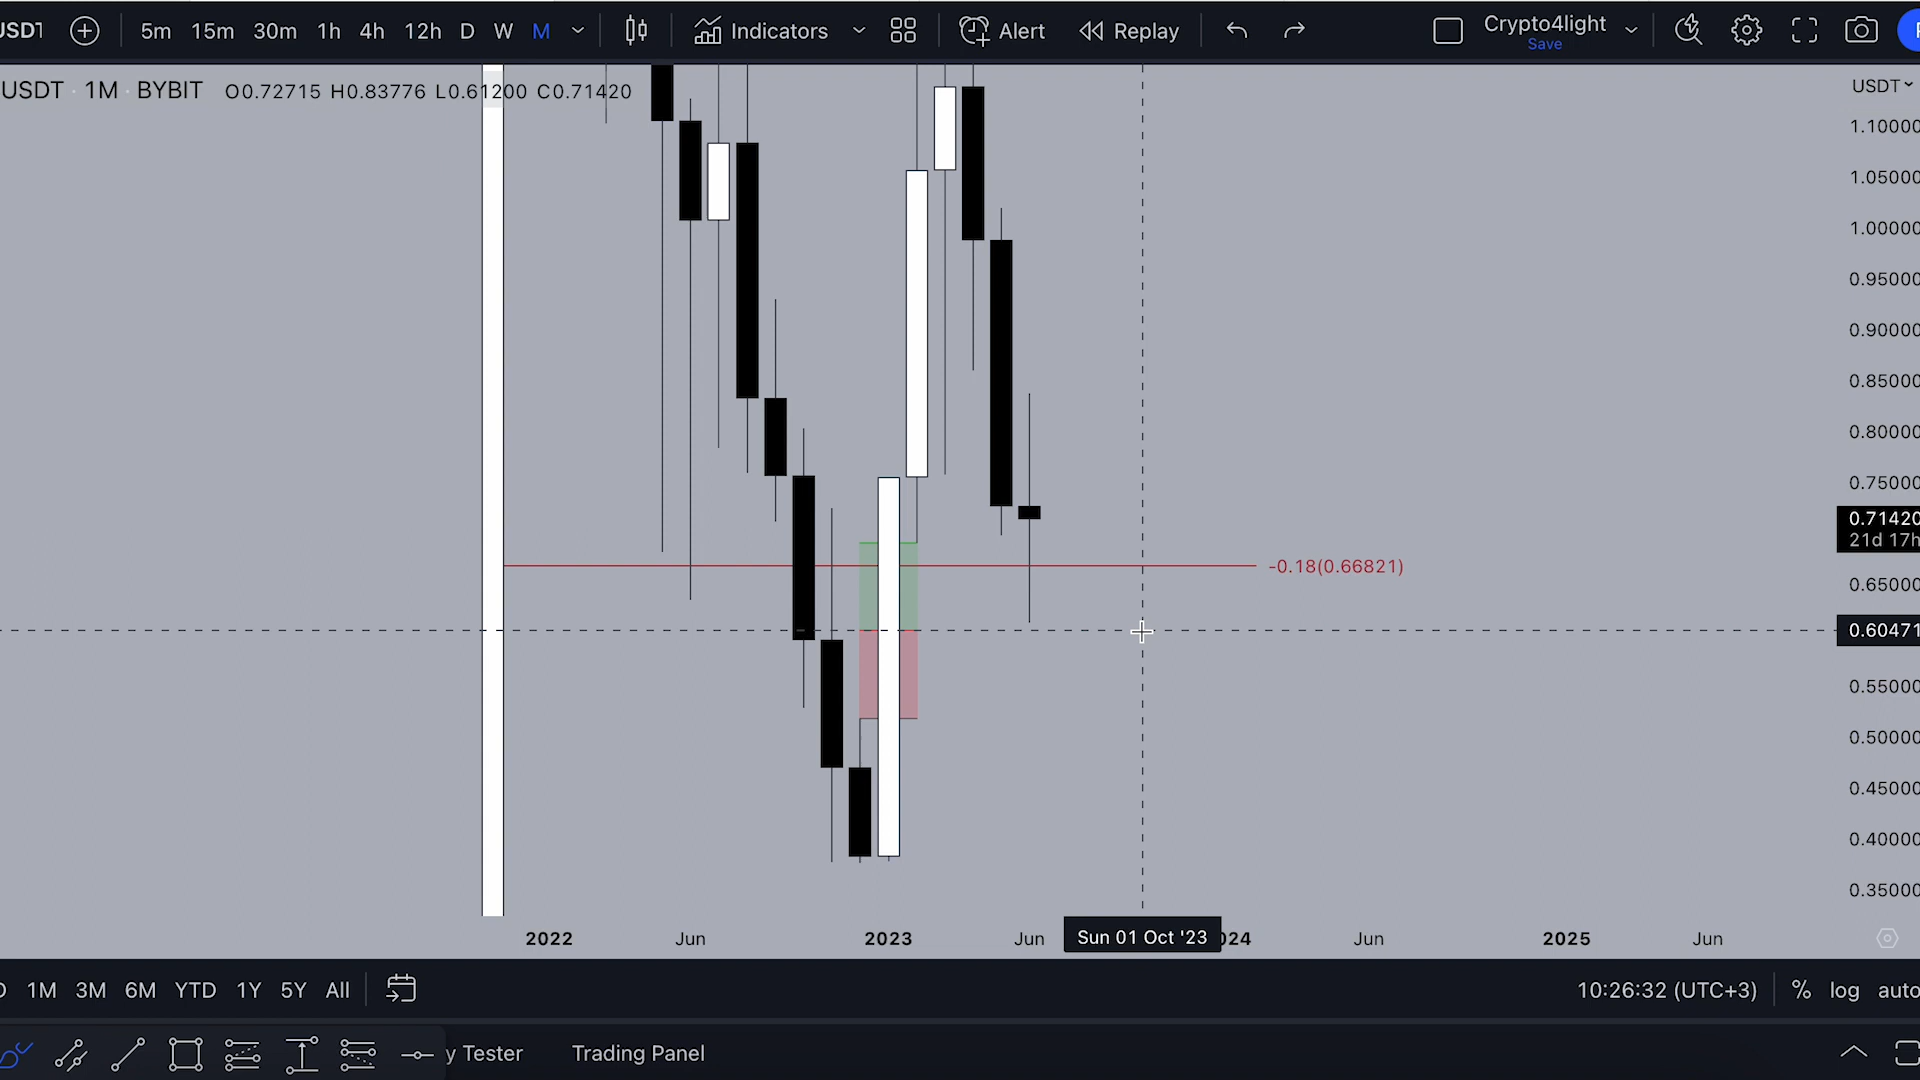 5m 15m 30m 1h 4h 12h D W M Indicators Alert Replay Crypto4light
Save
USDT · 1M · BYBIT O0.72715 H0.83776 L0.61200 C0.71420
USDT
1.10000
1.05000
1.00000
0.95000
0.90000
0.85000
0.80000
0.75000
0.71420
21d 17h
-0.18(0.66821)
0.65000
0.60471
0.55000
0.50000
0.45000
0.40000
0.35000
2022 Jun 2023 Jun Sun 01 Oct '23 024 Jun 2025 Jun
1M 3M 6M YTD 1Y 5Y All 10:26:32 (UTC+3) % log auto
y Tester Trading Panel